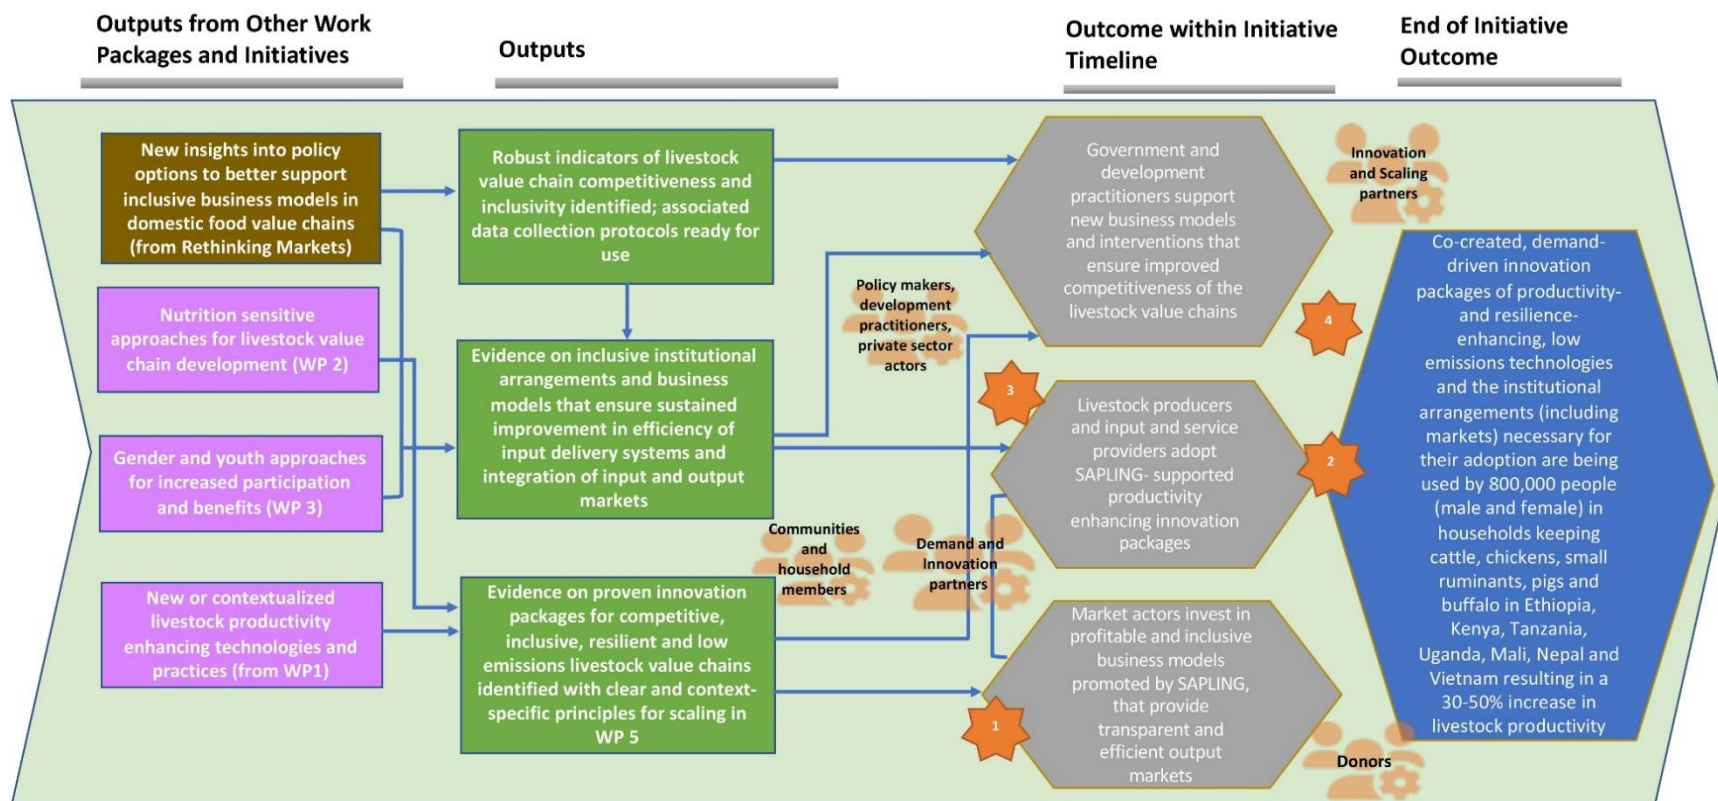 Outputs from Other Work
Packages and Initiatives
Outputs
Outcome within Initiative
Timeline
End of Initiative
Outcome
New insights into policy
options to better support
inclusive business models in
domestic food value chains
(from Rethinking Markets)
Nutrition sensitive
approaches for livestock value
chain development (WP 2)
Gender and youth approaches
for increased participation
and benefits (WP 3)
New or contextualized
livestock productivity
enhancing technologies and
practices (from WP1)
Robust indicators of livestock
value chain competitiveness and
inclusivity identified; associated
data collection protocols ready for
use
Evidence on inclusive institutional
arrangements and business
models that ensure sustained
improvement in efficiency of
input delivery systems and
integration of input and output
markets
Evidence on proven innovation
packages for competitive,
inclusive, resilient and low
emissions livestock value chains
identified with clear and context-
specific principles for scaling in
WP 5
Policy makers,
development
practitioners,
private sector
actors
Communities
and
household
members
Demand and
Innovation
partners
Government and
development
practitioners support
new business models
and interventions that
ensure improved
competitiveness of the
livestock value chains
3
Livestock producers
and input and service
providers adopt
SAPLING- supported
productivity
enhancing innovation
packages
1
Market actors invest in
profitable and inclusive
business models
promoted by SAPLING,
that provide
transparent and
efficient output
markets
Innovation
and Scaling
partners
4
2
Donors
Co-created, demand-
driven innovation
packages of productivity-
and resilience-
enhancing, low
emissions technologies
and the institutional
arrangements (including
markets) necessary for
their adoption are being
used by 800,000 people
(male and female) in
households keeping
cattle, chickens, small
ruminants, pigs and
buffalo in Ethiopia,
Kenya, Tanzania,
Uganda, Mali, Nepal and
Vietnam resulting in a
30-50% increase in
livestock productivity